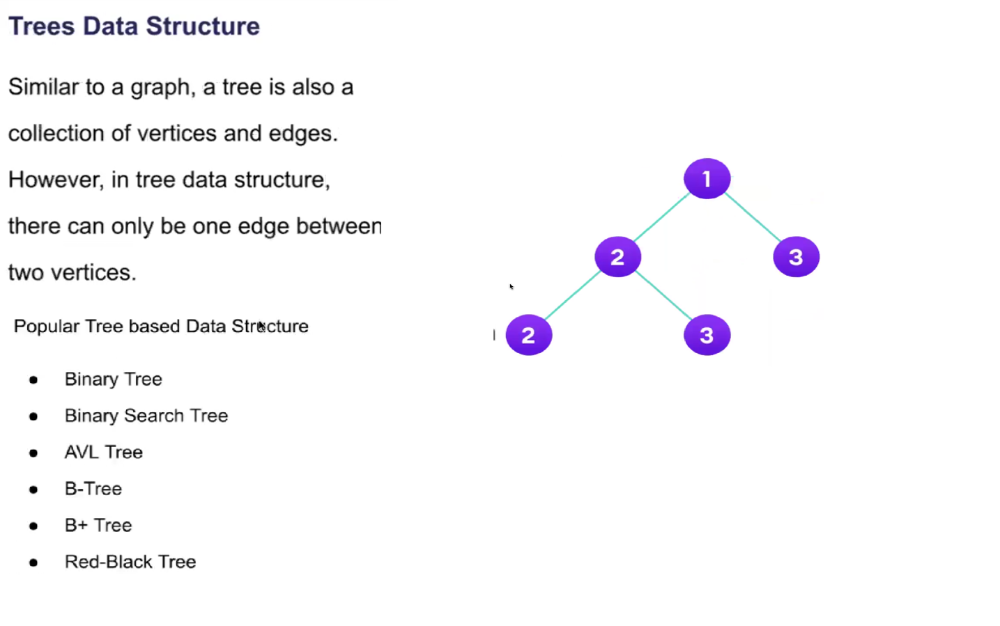 Trees Data Structure
Similar to a graph, a tree is also a
collection of vertices and edges.
However, in tree data structure,
there can only be one edge between
two vertices.
Popular Tree based Data Structure
● Binary Tree
● Binary Search Tree
● AVL Tree
● B-Tree
● B+ Tree
● Red-Black Tree
1
2 3
2 3